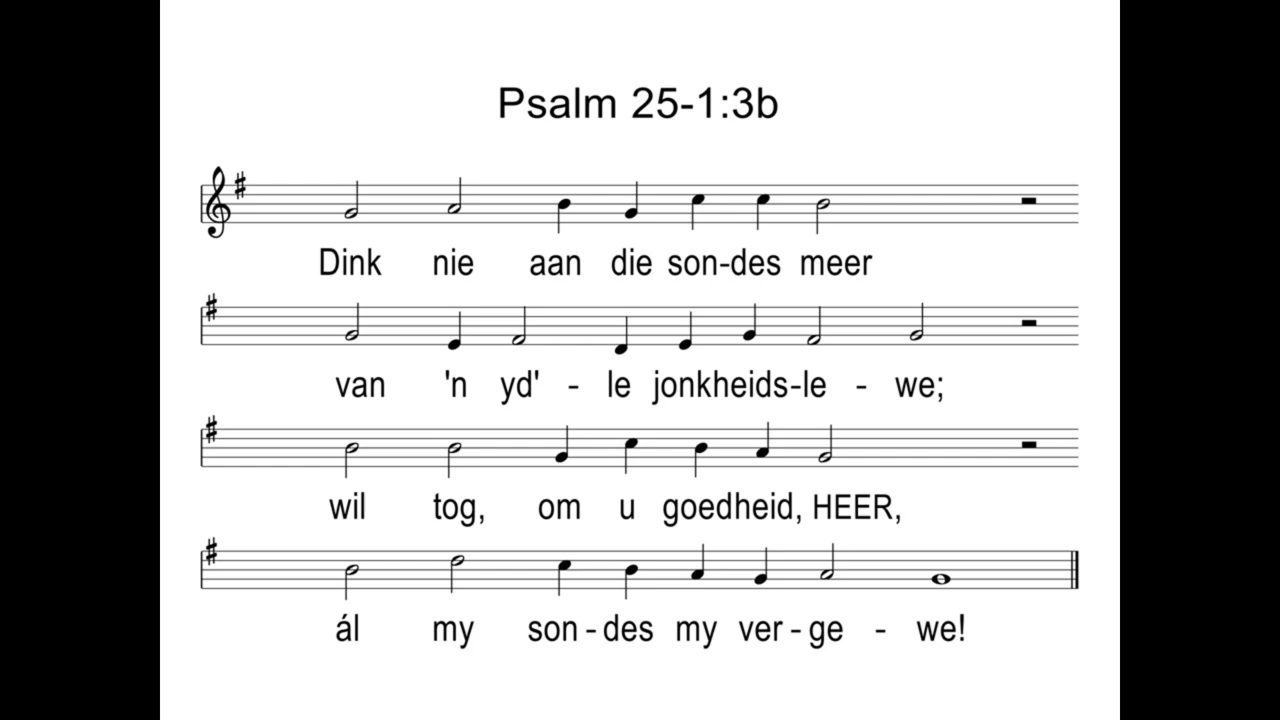 Psalm 25-1:3b
Dink nie aan die son-des meer
van 'n yd' - le jonkheids-le - we;
wil tog, om u goedheid, HEER,
ál my son-des my ver-ge - we!